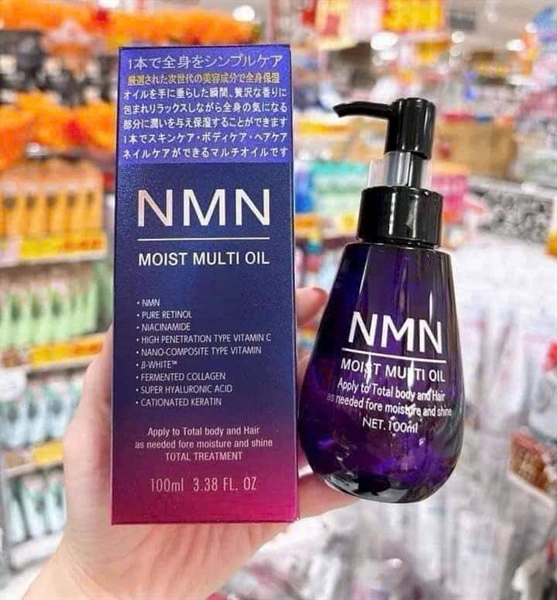 1本で全身をシンプルケア
厳選された次世代の美容成分で全身保湿
オイルを手に垂らした瞬間、贅沢な香りに
包まれリラックスしながら全身の気になる
部分に潤いを与え保湿することができます
1本でスキンケア・ボディケア・ヘアケア
ネイルケアができるマルチオイルです
NMN
MOIST MULTI OIL
・NMN
・PURE RETINOL
・NIACINAMIDE
・HIGH PENETRATION TYPE VITAMIN C
・NANO-COMPOSITE TYPE VITAMIN
・β-WHITE™
・FERMENTED COLLAGEN
・SUPER HYALURONIC ACID
・CATIONATED KERATIN
Apply to Total body and Hair
as needed fore moisture and shine
TOTAL TREATMENT
100ml 3.38 FL. OZ
NMN
MOIST MULTI OIL
Apply to Total body and Hair
as needed fore moisture and shine
NET.100ml